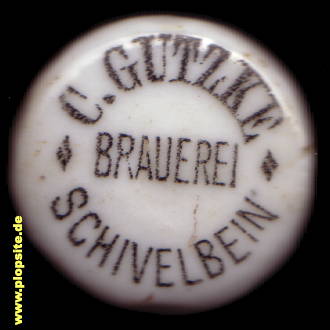 C. GUTZKE
BRAUEREI
SCHIVELBEIN
www.plopsite.de